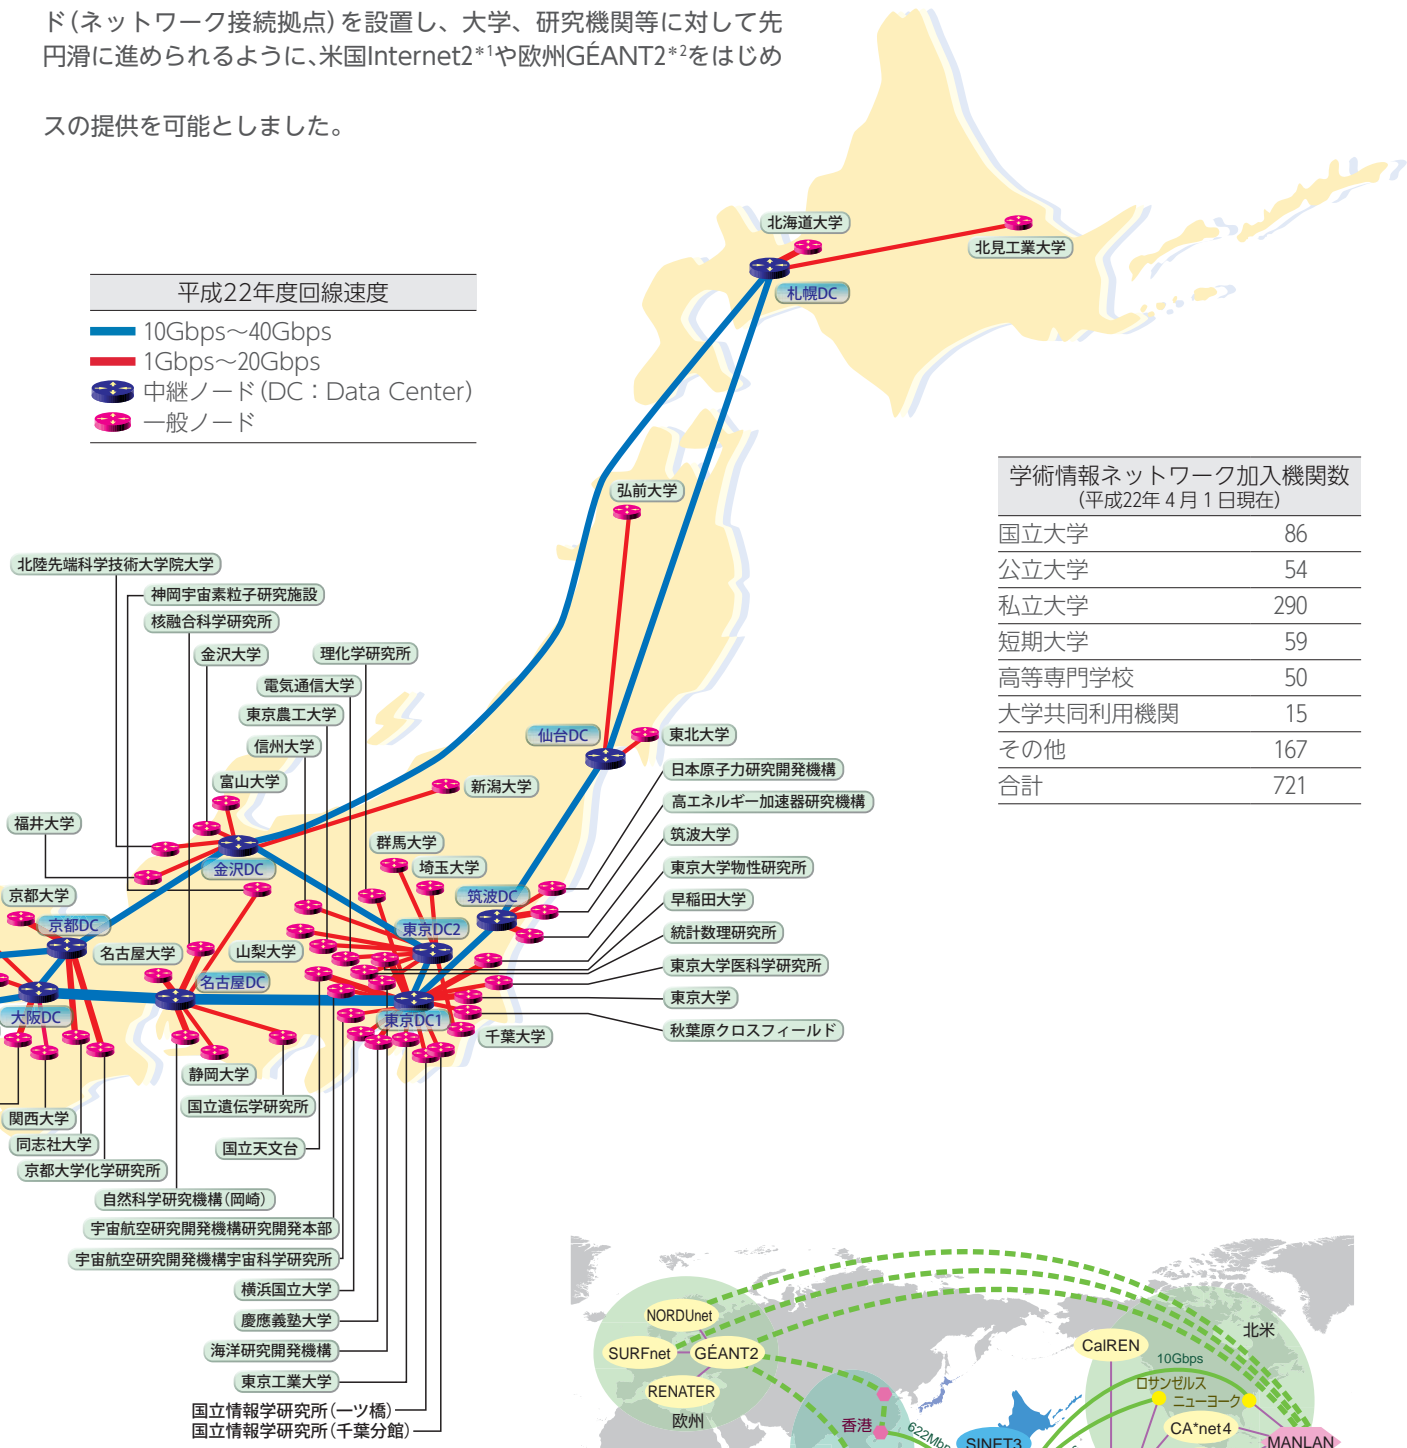 ド(ネットワーク接続拠点)を設置し、大学、研究機関等に対して先
円滑に進められるように、米国Internet2*1や欧州GÉANT2*2をはじめ
スの提供を可能としました。
北海道大学
北見工業大学
札幌DC
平成22年度回線速度
10Gbps～40Gbps
1Gbps～20Gbps
中継ノード(DC：Data Center)
一般ノード
学術情報ネットワーク加入機関数
(平成22年4月1日現在)
国立大学 86
公立大学 54
私立大学 290
短期大学 59
高等専門学校 50
大学共同利用機関 15
その他 167
合計 721
弘前大学
北陸先端科学技術大学院大学
神岡宇宙素粒子研究施設
核融合科学研究所
金沢大学
理化学研究所
電気通信大学
東京農工大学
信州大学
富山大学
新潟大学
仙台DC
東北大学
日本原子力研究開発機構
高エネルギー加速器研究機構
筑波大学
東京大学物性研究所
早稲田大学
統計数理研究所
東京大学医科学研究所
東京大学
秋葉原クロスフィールド
福井大学
群馬大学
埼玉大学
金沢DC
筑波DC
京都大学
京都DC
東京DC2
名古屋大学
山梨大学
名古屋DC
大阪DC
東京DC1
千葉大学
静岡大学
国立遺伝学研究所
関西大学
同志社大学
国立天文台
京都大学化学研究所
自然科学研究機構(岡崎)
宇宙航空研究開発機構研究開発本部
宇宙航空研究開発機構宇宙科学研究所
横浜国立大学
慶應義塾大学
海洋研究開発機構
東京工業大学
国立情報学研究所(一ツ橋)
国立情報学研究所(千葉分館)
NORDUnet
SURFnet
GÉANT2
RENATER
欧州
香港
622Mbp
SINET3
CalREN
北米
10Gbps
ロサンゼルス
ニューヨーク
CA*net4
MANLAN